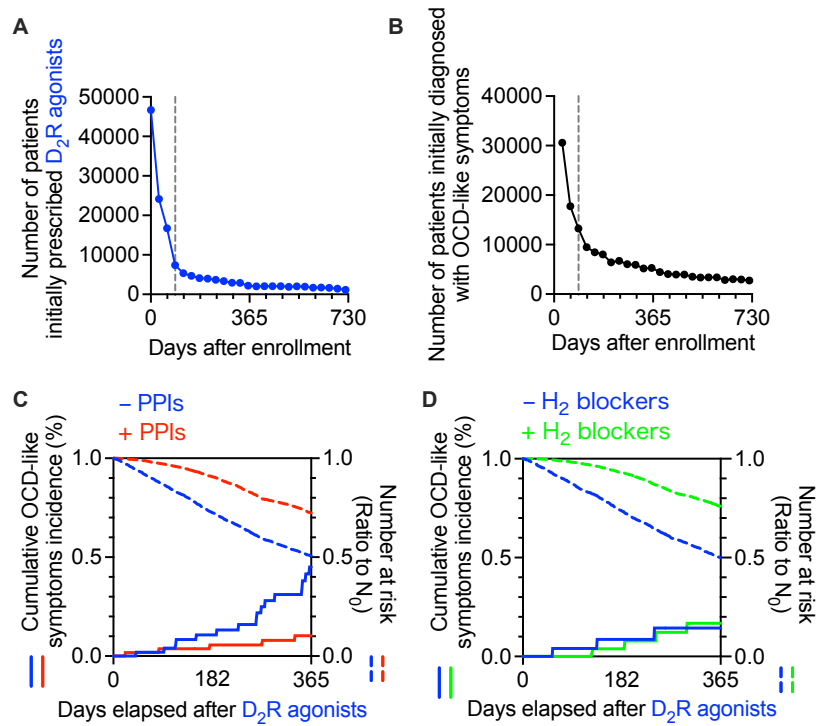 A
Number of patients
initially prescribed D₂R agonists
50000
40000
30000
20000
10000
0
0
365
730
Days after enrollment
B
Number of patients initially diagnosed
with OCD-like symptoms
40000
30000
20000
10000
0
0
365
730
Days after enrollment
C
− PPIs
+ PPIs
Cumulative OCD-like
symptoms incidence (%)
1.0
0.5
0.0
1.0
0.5
0.0
Number at risk
(Ratio to N₀)
0
182
365
Days elapsed after D₂R agonists
D
− H₂ blockers
+ H₂ blockers
Cumulative OCD-like
symptoms incidence (%)
1.0
0.5
0.0
1.0
0.5
0.0
Number at risk
(Ratio to N₀)
0
182
365
Days elapsed after D₂R agonists